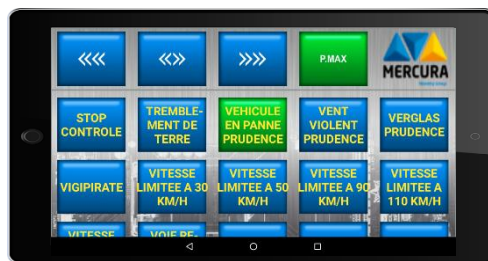 <<<
<<>>
>>>
P.MAX
MERCURA
STOP
CONTROLE
TREMBLE-
MENT DE
TERRE
VEHICULE
EN PANNE
PRUDENCE
VENT
VIOLENT
PRUDENCE
VERGLAS
PRUDENCE
VIGIPIRATE
VITESSE
LIMITEE A 30
KM/H
VITESSE
LIMITEE A 50
KM/H
VITESSE
LIMITEE A 90
KM/H
VITESSE
LIMITEE A
110 KM/H
VITESSE
VOIE RE-